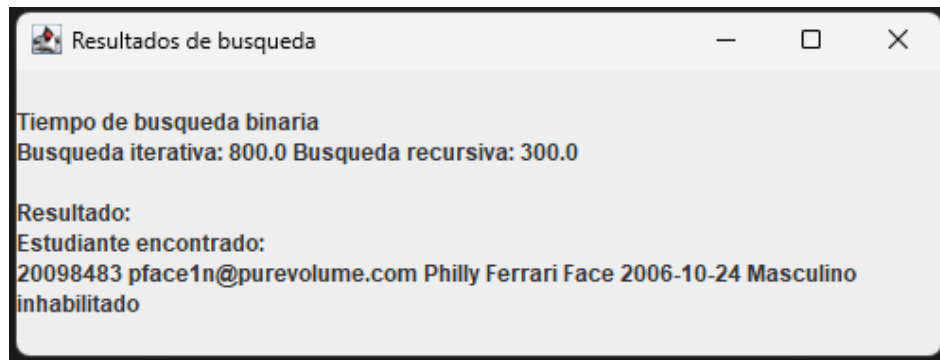 Resultados de busqueda
Tiempo de busqueda binaria
Busqueda iterativa: 800.0 Busqueda recursiva: 300.0
Resultado:
Estudiante encontrado:
20098483 pface1n@purevolume.com Philly Ferrari Face 2006-10-24 Masculino
inhabilitado